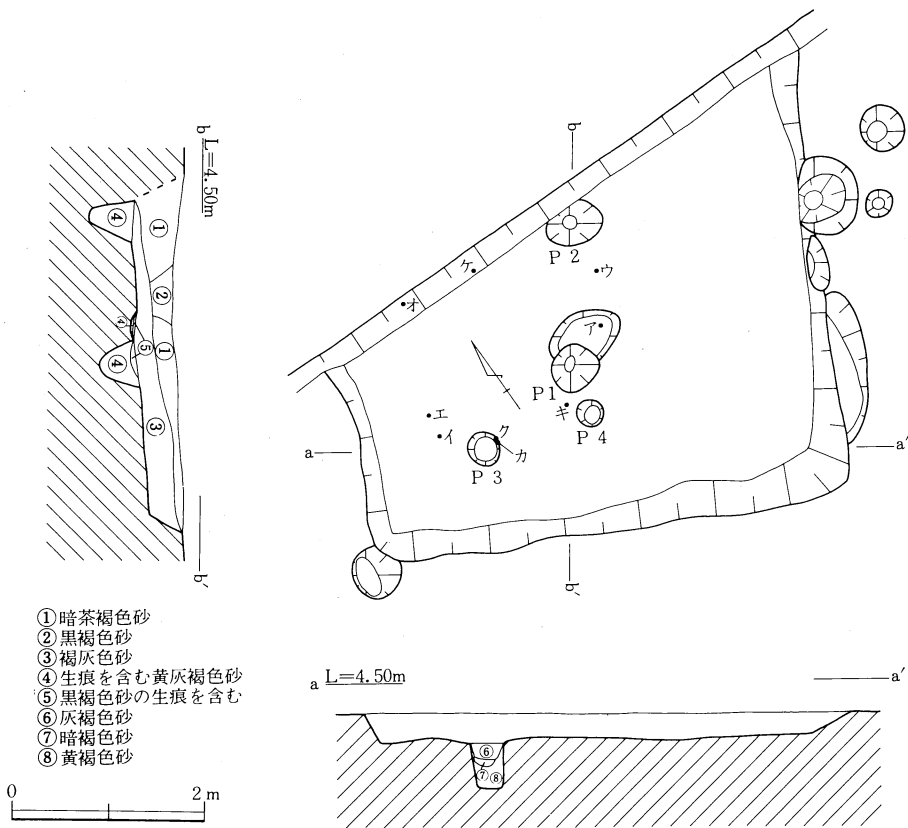 b L=4.50m
①
②
①
③
④
④
④
⑤
b′
b
P 2
ケ
オ
ウ
ア
P1
キ
P 4
エ
イ
ク
カ
P 3
a
a′
b′
①暗茶褐色砂
②黒褐色砂
③褐灰色砂
④生痕を含む黄灰褐色砂
⑤黒褐色砂の生痕を含む
⑥灰褐色砂
⑦暗褐色砂
⑧黄褐色砂
0 2 m
a L=4.50m a′
⑥
⑦⑧